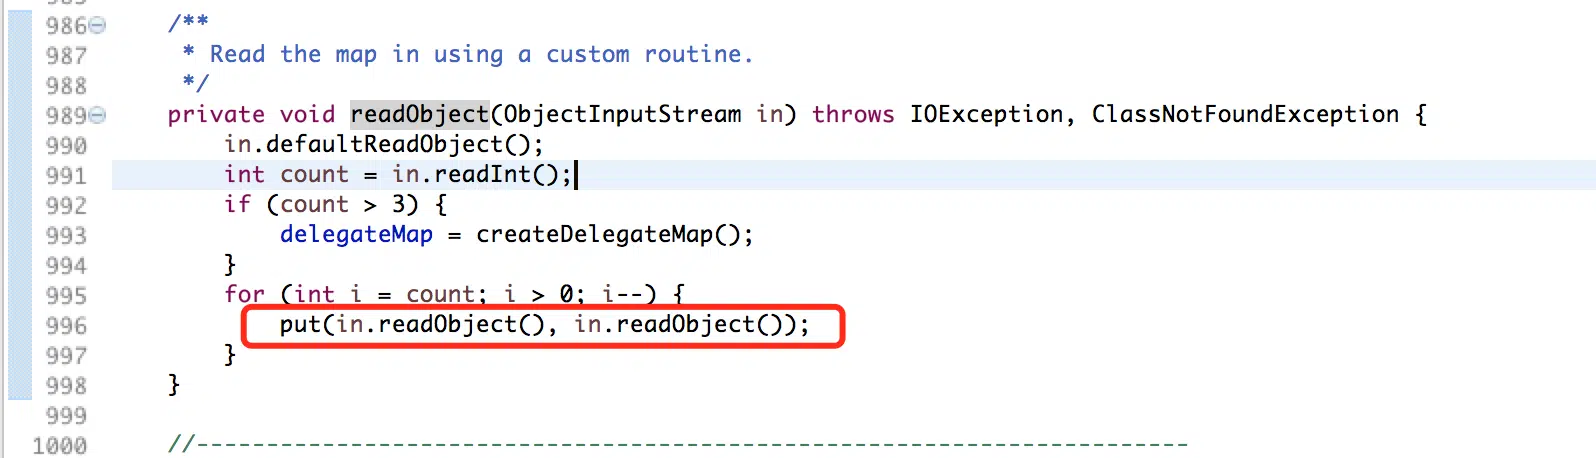 986 /**
987  * Read the map in using a custom routine.
988  */
989 private void readObject(ObjectInputStream in) throws IOException, ClassNotFoundException {
990     in.defaultReadObject();
991     int count = in.readInt();
992     if (count > 3) {
993         delegateMap = createDelegateMap();
994     }
995     for (int i = count; i > 0; i--) {
996         put(in.readObject(), in.readObject());
997     }
998 }
999
1000 //-----------------------------------------------------------------------